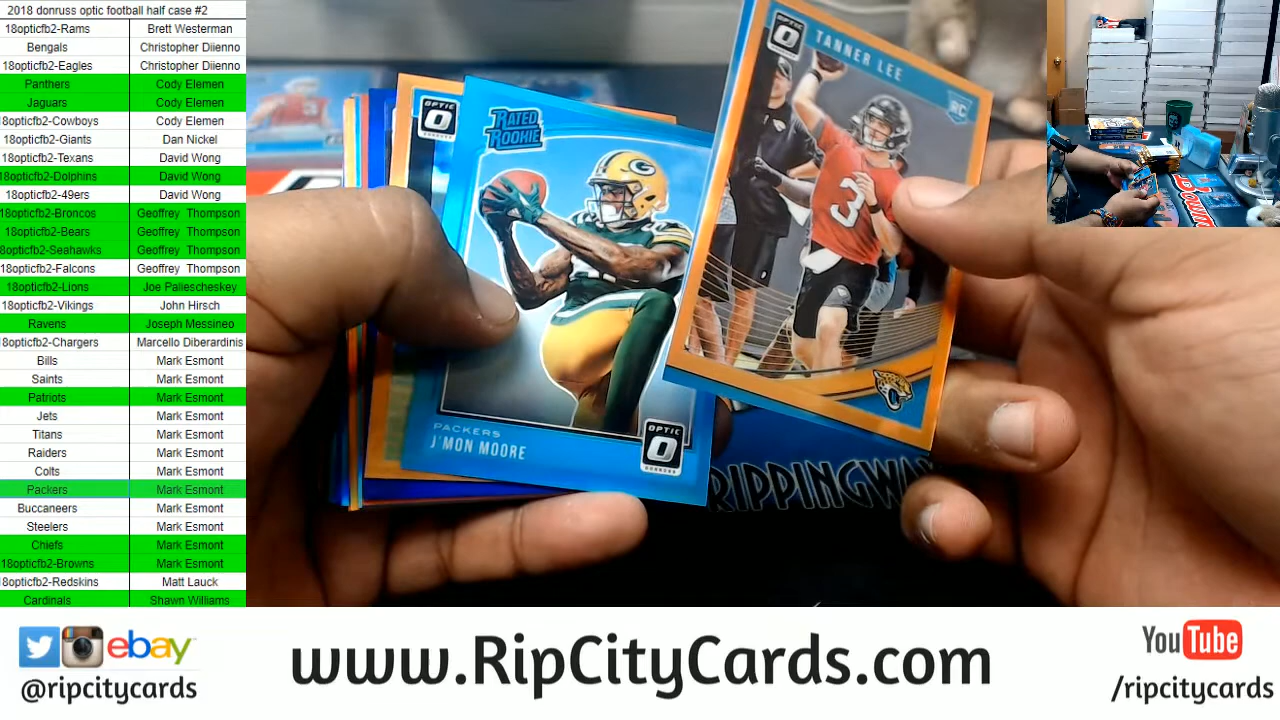 2018 donruss optic football half case #2
18opticfb2-Rams Brett Westerman
Bengals Christopher Diienno
18opticfb2-Eagles Christopher Diienno
Panthers Cody Elemen
Jaguars Cody Elemen
18opticfb2-Cowboys Cody Elemen
18opticfb2-Giants Dan Nickel
18opticfb2-Texans David Wong
18opticfb2-Dolphins David Wong
18opticfb2-49ers David Wong
18opticfb2-Broncos Geoffrey Thompson
18opticfb2-Bears Geoffrey Thompson
8opticfb2-Seahawks Geoffrey Thompson
18opticfb2-Falcons Geoffrey Thompson
18opticfb2-Lions Joe Paliescheskey
18opticfb2-Vikings John Hirsch
Ravens Joseph Messineo
18opticfb2-Chargers Marcello Diberardinis
Bills Mark Esmont
Saints Mark Esmont
Patriots Mark Esmont
Jets Mark Esmont
Titans Mark Esmont
Raiders Mark Esmont
Colts Mark Esmont
Packers Mark Esmont
Buccaneers Mark Esmont
Steelers Mark Esmont
Chiefs Mark Esmont
18opticfb2-Browns Mark Esmont
8opticfb2-Redskins Matt Lauck
Cardinals Shawn Williams
OPTIC
RATED
ROOKIE
PACKERS
J'MON MOORE
OPTIC
DONRUSS
OPTIC
TANNER LEE
RC
3
RIPPINGWA
ebay
@ripcitycards
www.RipCityCards.com
YouTube
/ripcitycards